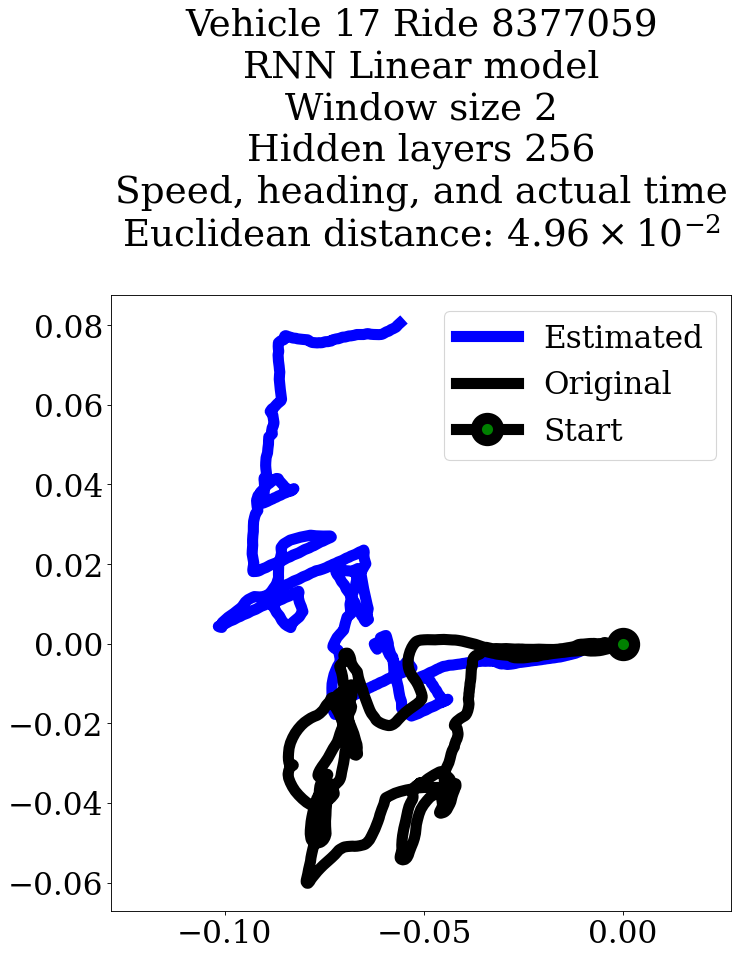 Vehicle 17 Ride 8377059
RNN Linear model
Window size 2
Hidden layers 256
Speed, heading, and actual time
Euclidean distance: 4.96 × 10⁻²
Estimated
Original
Start
0.08
0.06
0.04
0.02
0.00
−0.02
−0.04
−0.06
−0.10
−0.05
0.00